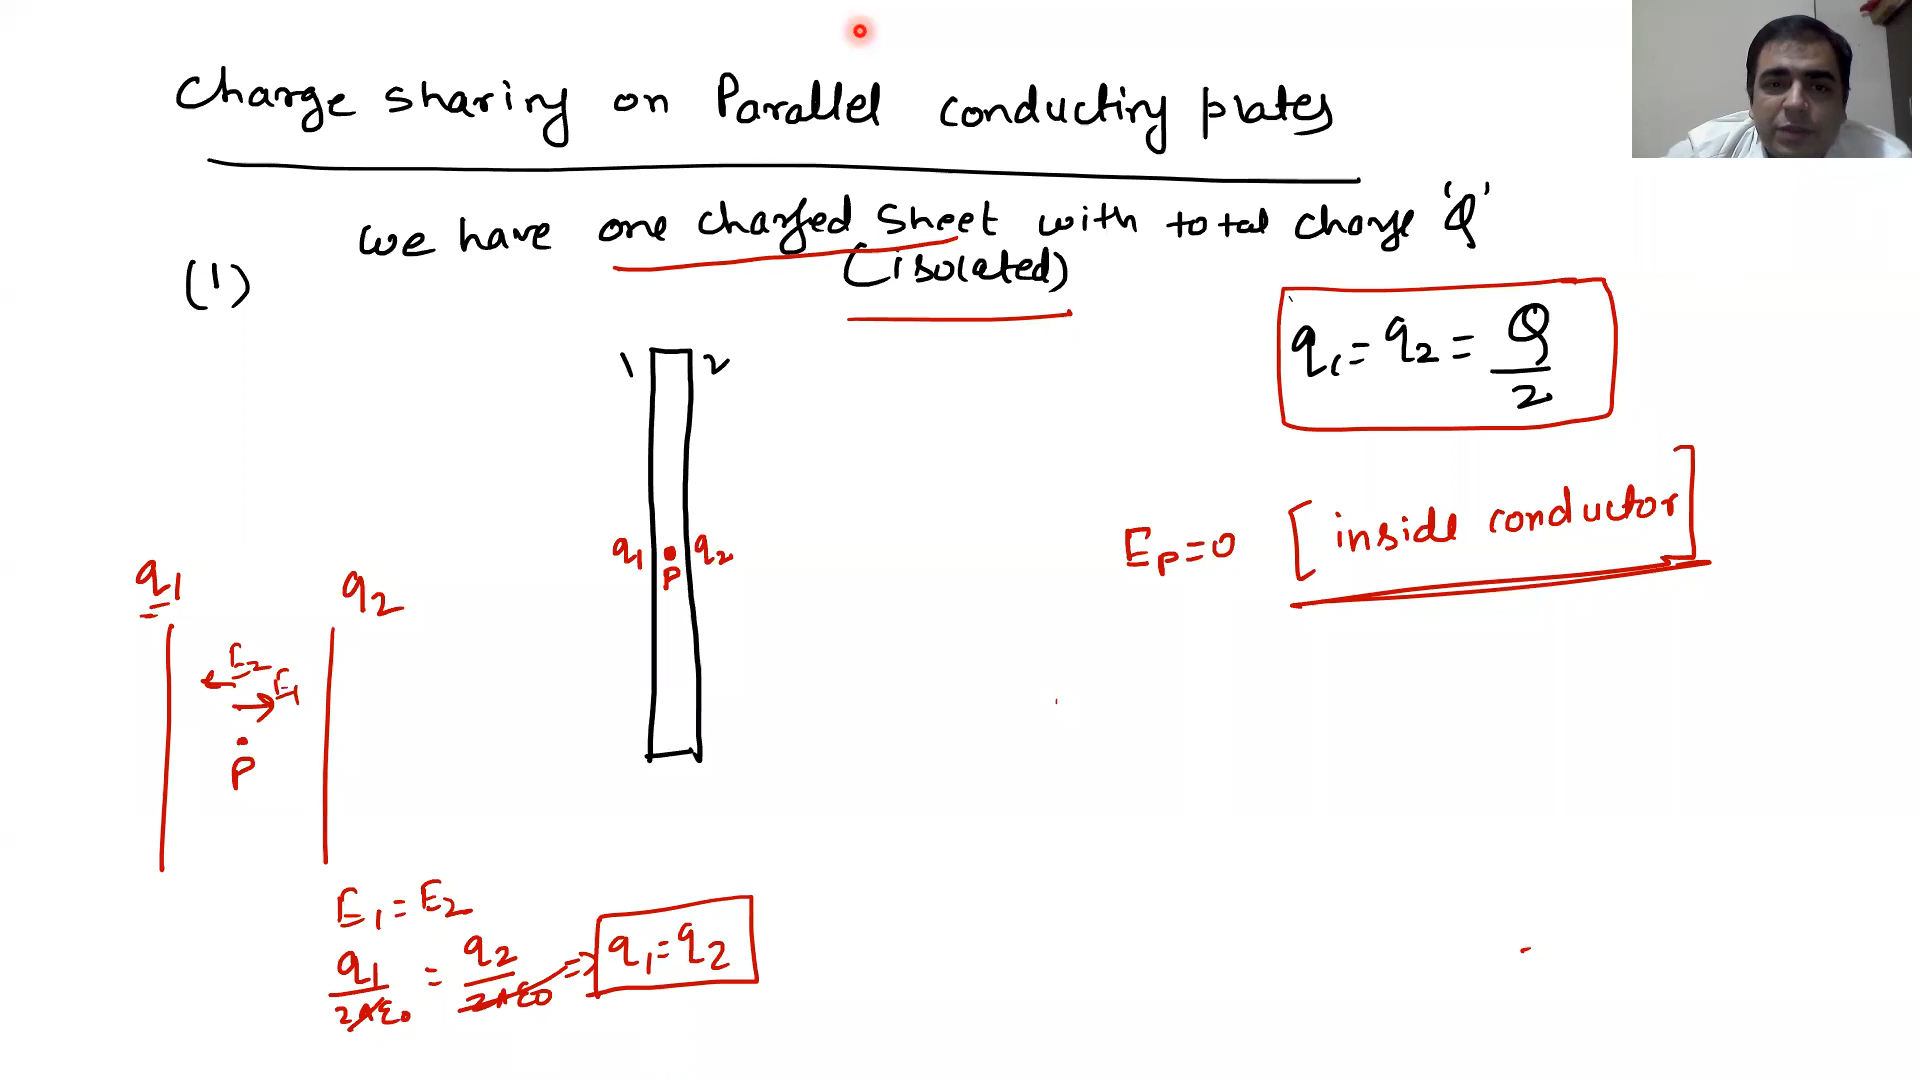 Charge sharing on Parallel conducting plates
we have one charged sheet with total charge 'Q'
(isolated)
(1)
q₁ = q₂ = Q/2
1 2
q₁ P q₂
E_P = 0 [inside conductor]
q₁ q₂
E₂
E₁
P
E₁ = E₂
q₁/2Aε₀ = q₂/2Aε₀ ⇒ q₁ = q₂